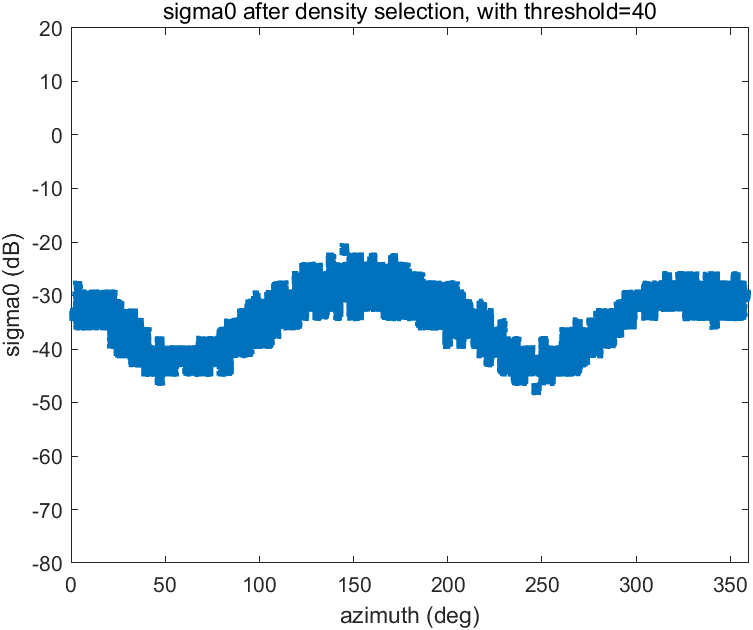 sigma0 after density selection, with threshold=40
20
10
0
-10
-20
-30
-40
-50
-60
-70
-80
sigma0 (dB)
0 50 100 150 200 250 300 350
azimuth (deg)